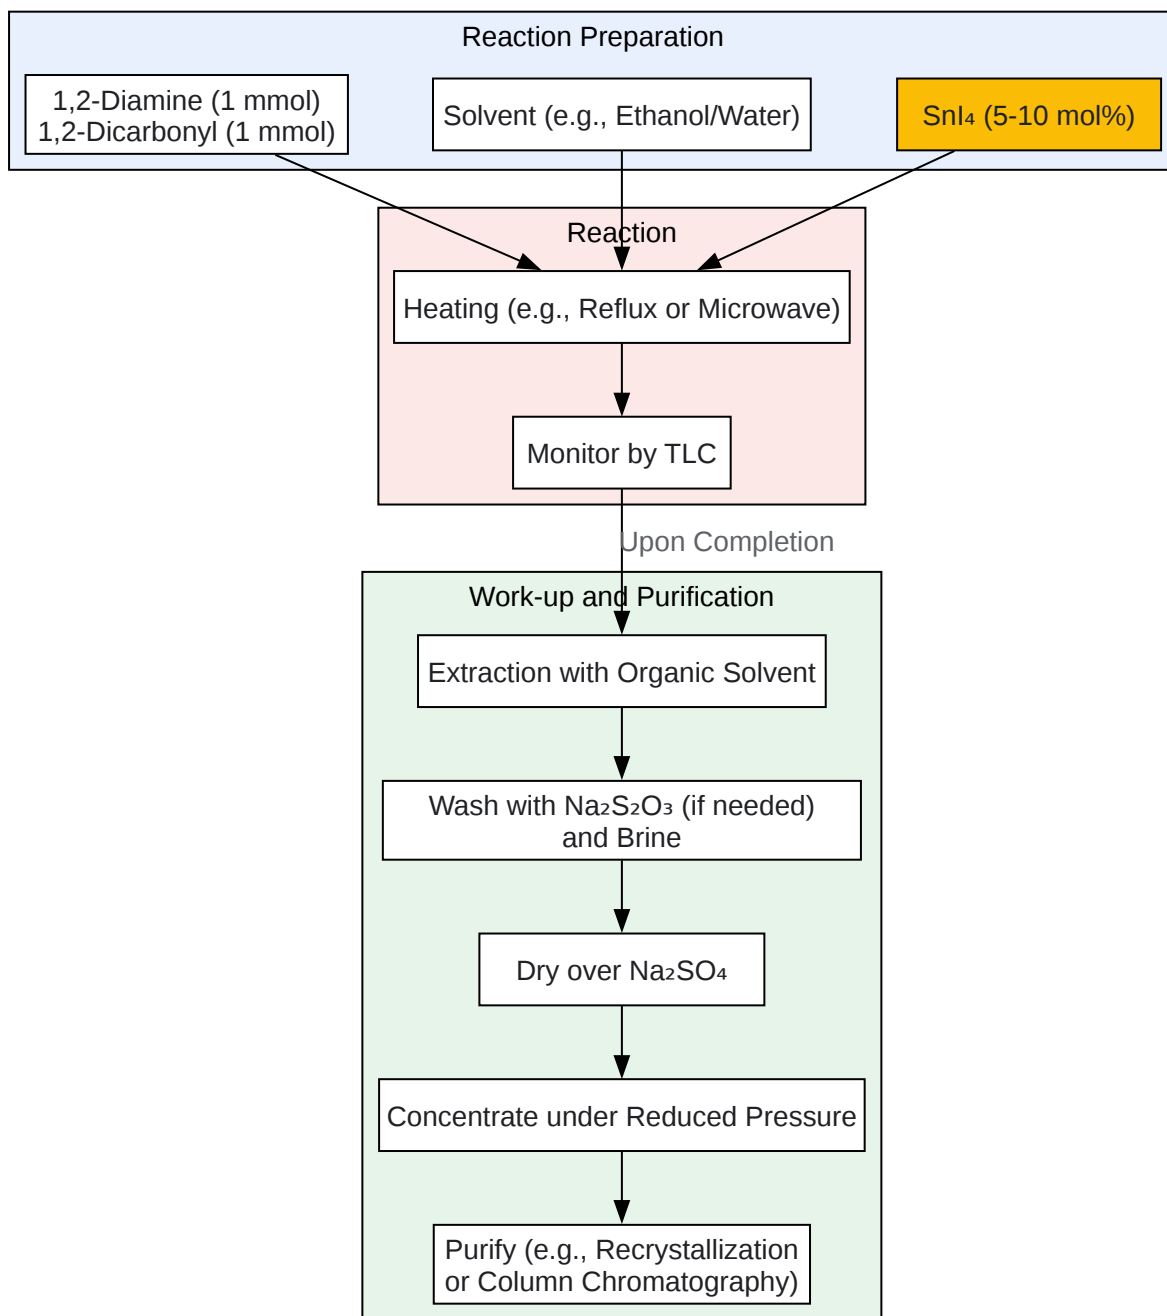 Reaction Preparation
1,2-Diamine (1 mmol)
1,2-Dicarbonyl (1 mmol)
Solvent (e.g., Ethanol/Water)
SnI₄ (5-10 mol%)
Reaction
Heating (e.g., Reflux or Microwave)
Monitor by TLC
Upon Completion
Work-up and Purification
Extraction with Organic Solvent
Wash with Na₂S₂O₃ (if needed)
and Brine
Dry over Na₂SO₄
Concentrate under Reduced Pressure
Purify (e.g., Recrystallization
or Column Chromatography)